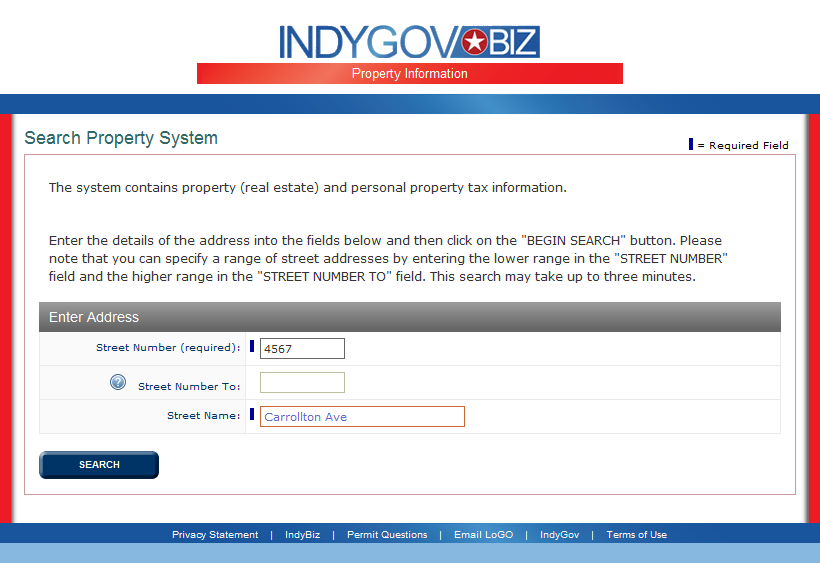 INDYGOV BIZ
Property Information
Search Property System
= Required Field
The system contains property (real estate) and personal property tax information.
Enter the details of the address into the fields below and then click on the "BEGIN SEARCH" button. Please
note that you can specify a range of street addresses by entering the lower range in the "STREET NUMBER"
field and the higher range in the "STREET NUMBER TO" field. This search may take up to three minutes.
Enter Address
Street Number (required): 4567
? Street Number To:
Street Name: Carrollton Ave
SEARCH
Privacy Statement | IndyBiz | Permit Questions | Email LoGO | IndyGov | Terms of Use